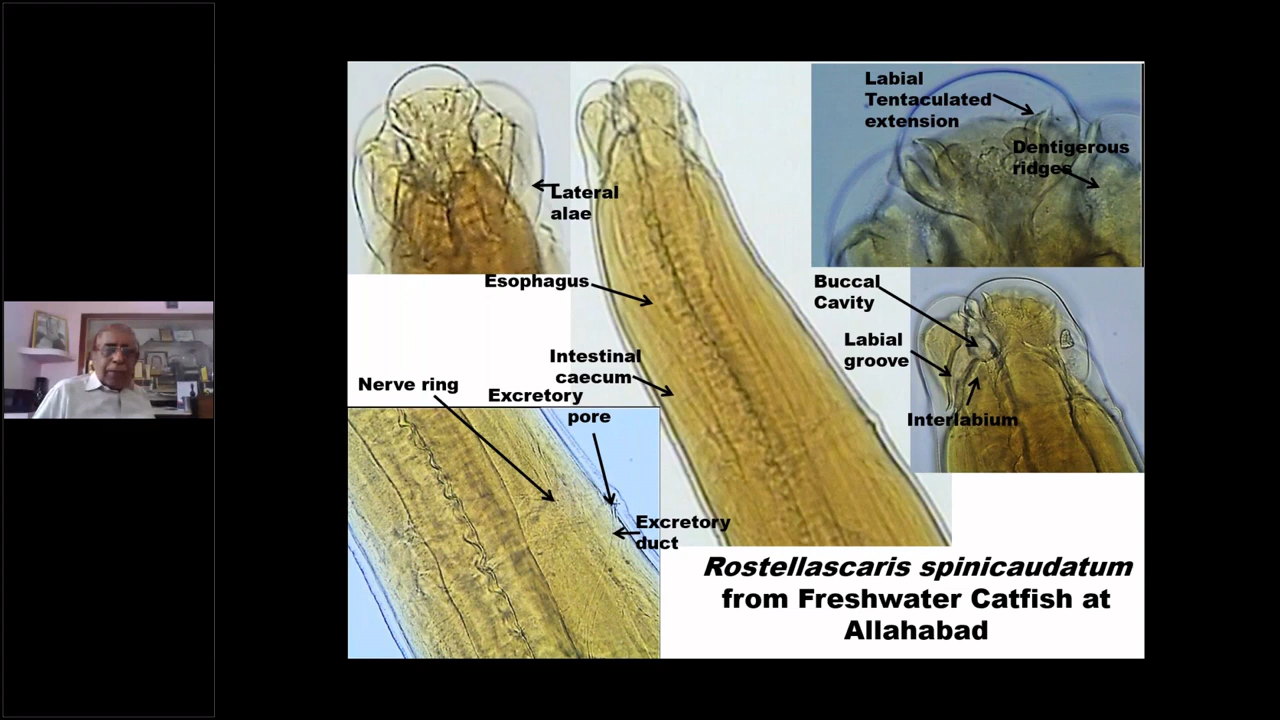 Labial
Tentaculated
extension
Dentigerous
ridges
Lateral
alae
Esophagus
Buccal
Cavity
Labial
groove
Intestinal
caecum
Nerve ring
Excretory
pore
Interlabium
Excretory
duct
Rostellascaris spinicaudatum
from Freshwater Catfish at
Allahabad